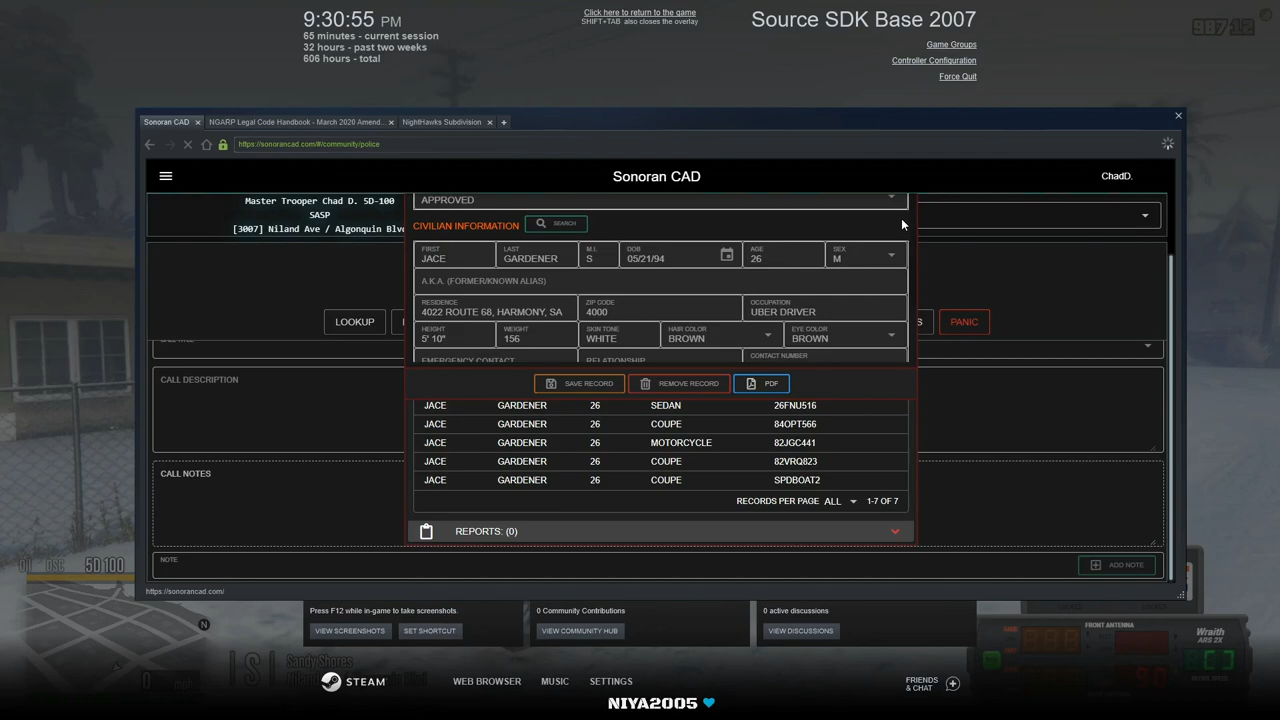 9:30:55 PM
65 minutes - current session
32 hours - past two weeks
606 hours - total
Click here to return to the game
SHIFT+TAB also closes the overlay
Source SDK Base 2007
Game Groups
Controller Configuration
Force Quit
98712
Sonoran CAD
NGARP Legal Code Handbook - March 2020 Amend...
NightHawks Subdivision
https://sonorancad.com/#/community/police
Sonoran CAD
ChadD.
Master Trooper Chad D. 5D-100
SASP
[3007] Niland Ave / Algonquin Blvd
APPROVED
CIVILIAN INFORMATION
SEARCH
FIRST
JACE
LAST
GARDENER
M.I.
S
DOB
05/21/94
AGE
26
SEX
M
A.K.A. (FORMER/KNOWN ALIAS)
RESIDENCE
4022 ROUTE 68, HARMONY, SA
ZIP CODE
4000
OCCUPATION
UBER DRIVER
HEIGHT
5' 10"
WEIGHT
156
SKIN TONE
WHITE
HAIR COLOR
BROWN
EYE COLOR
BROWN
EMERGENCY CONTACT
RELATIONSHIP
CONTACT NUMBER
LOOKUP
S
PANIC
CALL TITLE
CALL DESCRIPTION
SAVE RECORD
REMOVE RECORD
PDF
JACE GARDENER 26 SEDAN 26FNU516
JACE GARDENER 26 COUPE 84OPT566
JACE GARDENER 26 MOTORCYCLE 82JGC441
JACE GARDENER 26 COUPE 82VRQ823
JACE GARDENER 26 COUPE SPDBOAT2
RECORDS PER PAGE ALL 1-7 OF 7
REPORTS: (0)
CALL NOTES
NOTE
ADD NOTE
https://sonorancad.com/
5D100
Press F12 while in-game to take screenshots.
VIEW SCREENSHOTS
SET SHORTCUT
0 Community Contributions
VIEW COMMUNITY HUB
0 active discussions
VIEW DISCUSSIONS
N
FRONT ANTENNA
Wraith
ARS 2X
Sandy Shores
0 mph
S
STEAM
WEB BROWSER
MUSIC
SETTINGS
FRIENDS
& CHAT
NIYA2005